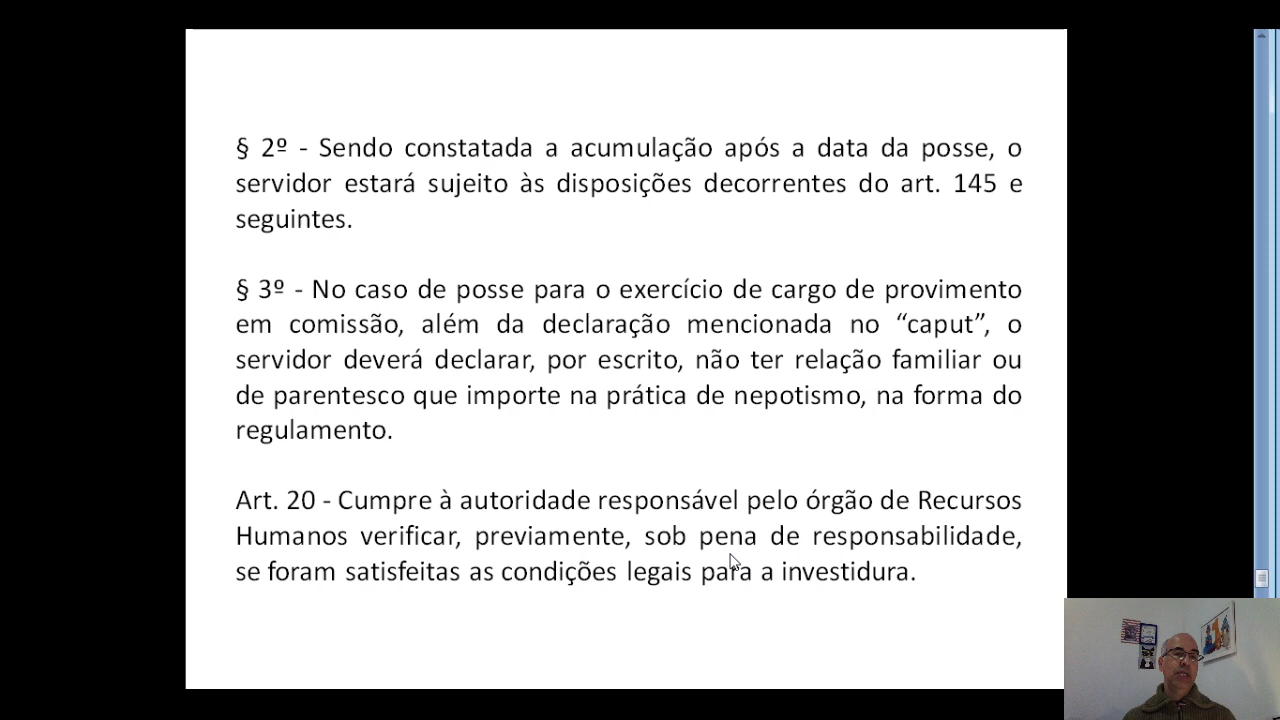 § 2º - Sendo constatada a acumulação após a data da posse, o
servidor estará sujeito às disposições decorrentes do art. 145 e
seguintes.
§ 3º - No caso de posse para o exercício de cargo de provimento
em comissão, além da declaração mencionada no “caput”, o
servidor deverá declarar, por escrito, não ter relação familiar ou
de parentesco que importe na prática de nepotismo, na forma do
regulamento.
Art. 20 - Cumpre à autoridade responsável pelo órgão de Recursos
Humanos verificar, previamente, sob pena de responsabilidade,
se foram satisfeitas as condições legais para a investidura.